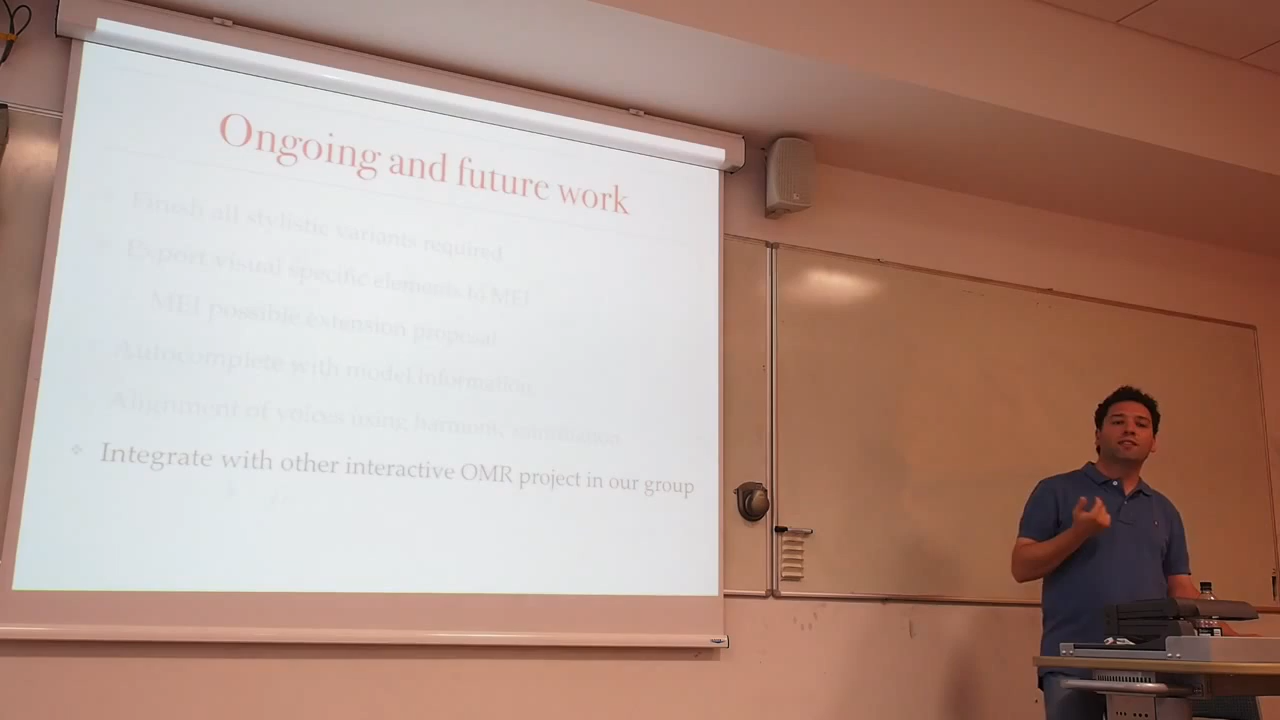 Ongoing and future work
Finish all stylistic variants required
Export visual specific elements to MEI
MEI possible extension proposal
Autocomplete with model information
Alignment of voices using harmonic
Integrate with other interactive OMR project in our group